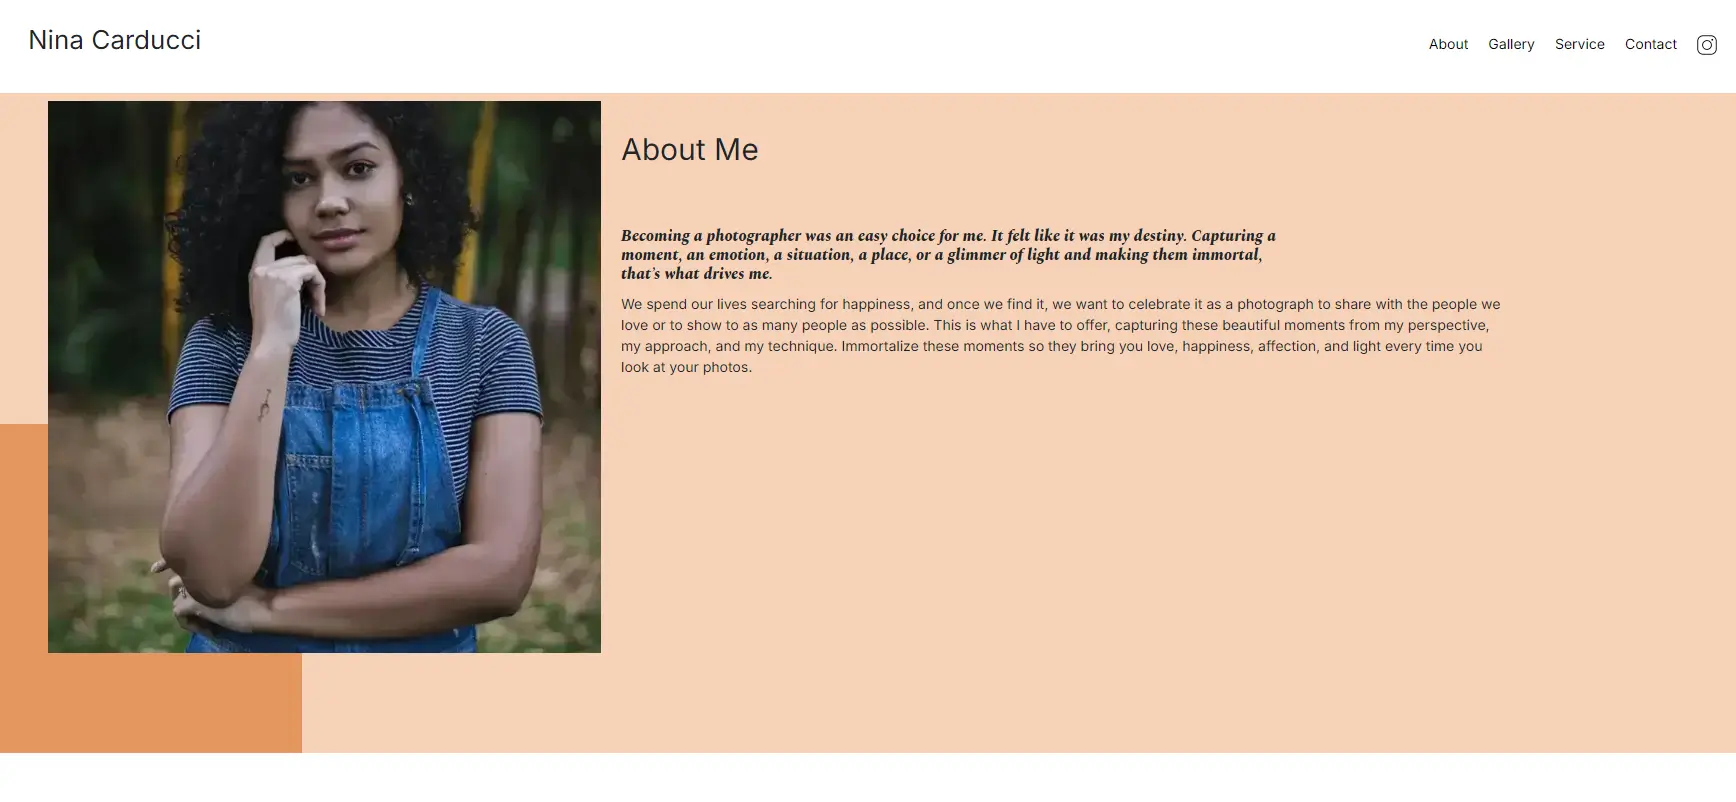 Nina Carducci
About
Gallery
Service
Contact
About Me
Becoming a photographer was an easy choice for me. It felt like it was my destiny. Capturing a
moment, an emotion, a situation, a place, or a glimmer of light and making them immortal,
that's what drives me.
We spend our lives searching for happiness, and once we find it, we want to celebrate it as a photograph to share with the people we
love or to show to as many people as possible. This is what I have to offer, capturing these beautiful moments from my perspective,
my approach, and my technique. Immortalize these moments so they bring you love, happiness, affection, and light every time you
look at your photos.